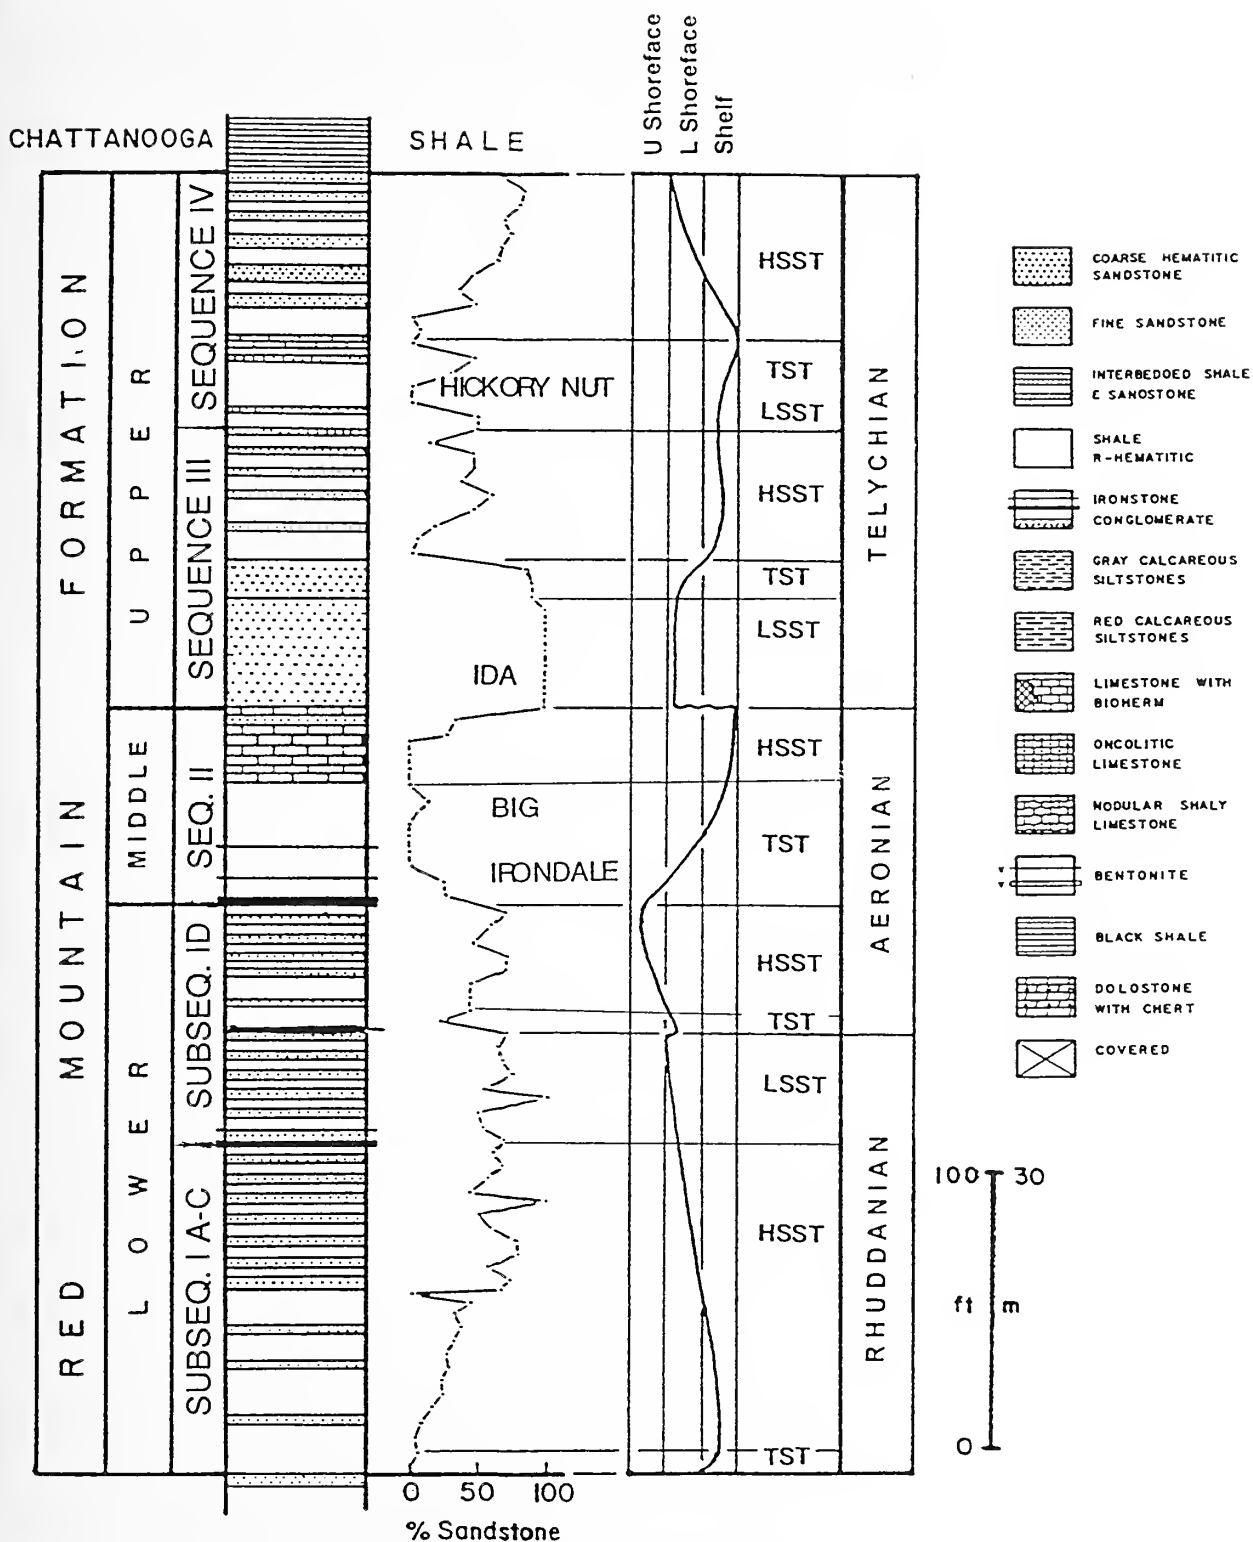 U Shoreface
L Shoreface
Shelf
CHATTANOOGA SHALE
RED MOUNTAIN FORMATION
UPPER
MIDDLE
LOWER
SEQUENCE IV
SEQUENCE III
SEQ. II
SUBSEQ. ID
SUBSEQ. I A-C
HICKORY NUT
IDA
BIG
IRONDALE
HSST
TST
LSST
HSST
TST
LSST
HSST
TST
HSST
TST
LSST
HSST
TST
TELYCHIAN
AERONIAN
RHUDDANIAN
0 50 100
% Sandstone
COARSE HEMATITIC
SANDSTONE
FINE SANDSTONE
INTERBEDDED SHALE
E SANDSTONE
SHALE
R-HEMATITIC
IRONSTONE
CONGLOMERATE
GRAY CALCAREOUS
SILTSTONES
RED CALCAREOUS
SILTSTONES
LIMESTONE WITH
BIOHERM
ONCOLITIC
LIMESTONE
NODULAR SHALY
LIMESTONE
BENTONITE
BLACK SHALE
DOLOSTONE
WITH CHERT
COVERED
100 30
ft m
0